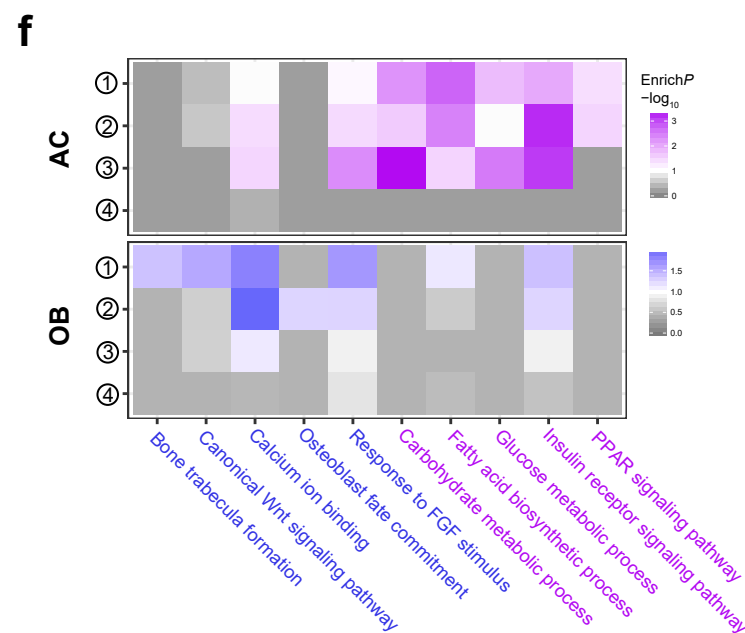 f
EnrichP
−log10
AC
①
②
③
④
3
2
1
0
OB
①
②
③
④
1.5
1.0
0.5
0.0
Bone trabecula formation
Canonical Wnt signaling pathway
Calcium ion binding
Osteoblast fate commitment
Response to FGF stimulus
Carbohydrate metabolic process
Fatty acid biosynthetic process
Glucose metabolic process
Insulin receptor signaling pathway
PPAR signaling pathway